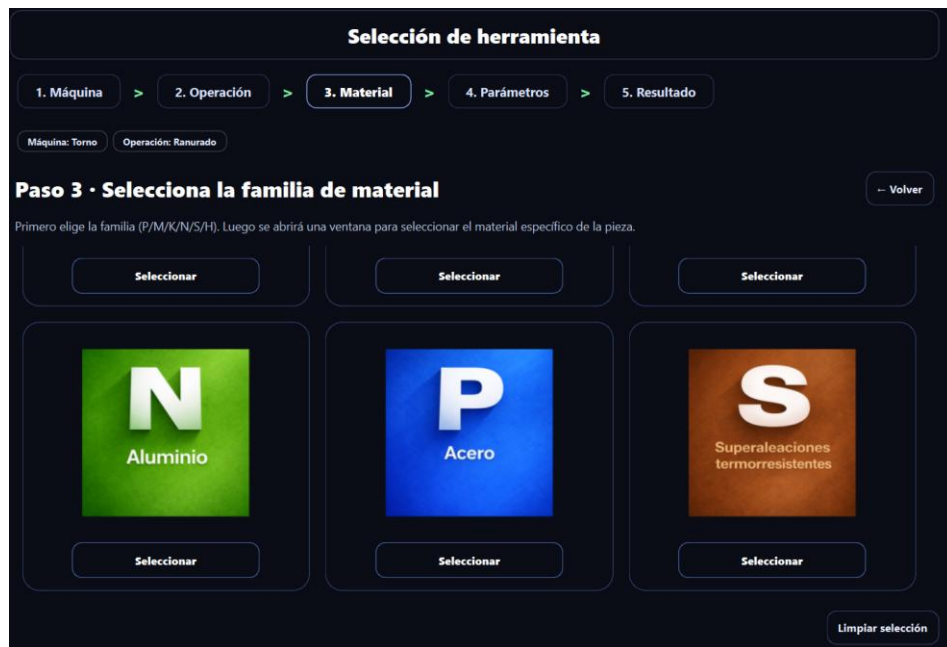 Selección de herramienta
1. Máquina > 2. Operación > 3. Material > 4. Parámetros > 5. Resultado
Máquina: Torno Operación: Ranurado
Paso 3 · Selecciona la familia de material
← Volver
Primero elige la familia (P/M/K/N/S/H). Luego se abrirá una ventana para seleccionar el material específico de la pieza.
Seleccionar Seleccionar Seleccionar
N
Aluminio
P
Acero
S
Superaleaciones
termorresistentes
Seleccionar Seleccionar Seleccionar
Limpiar selección